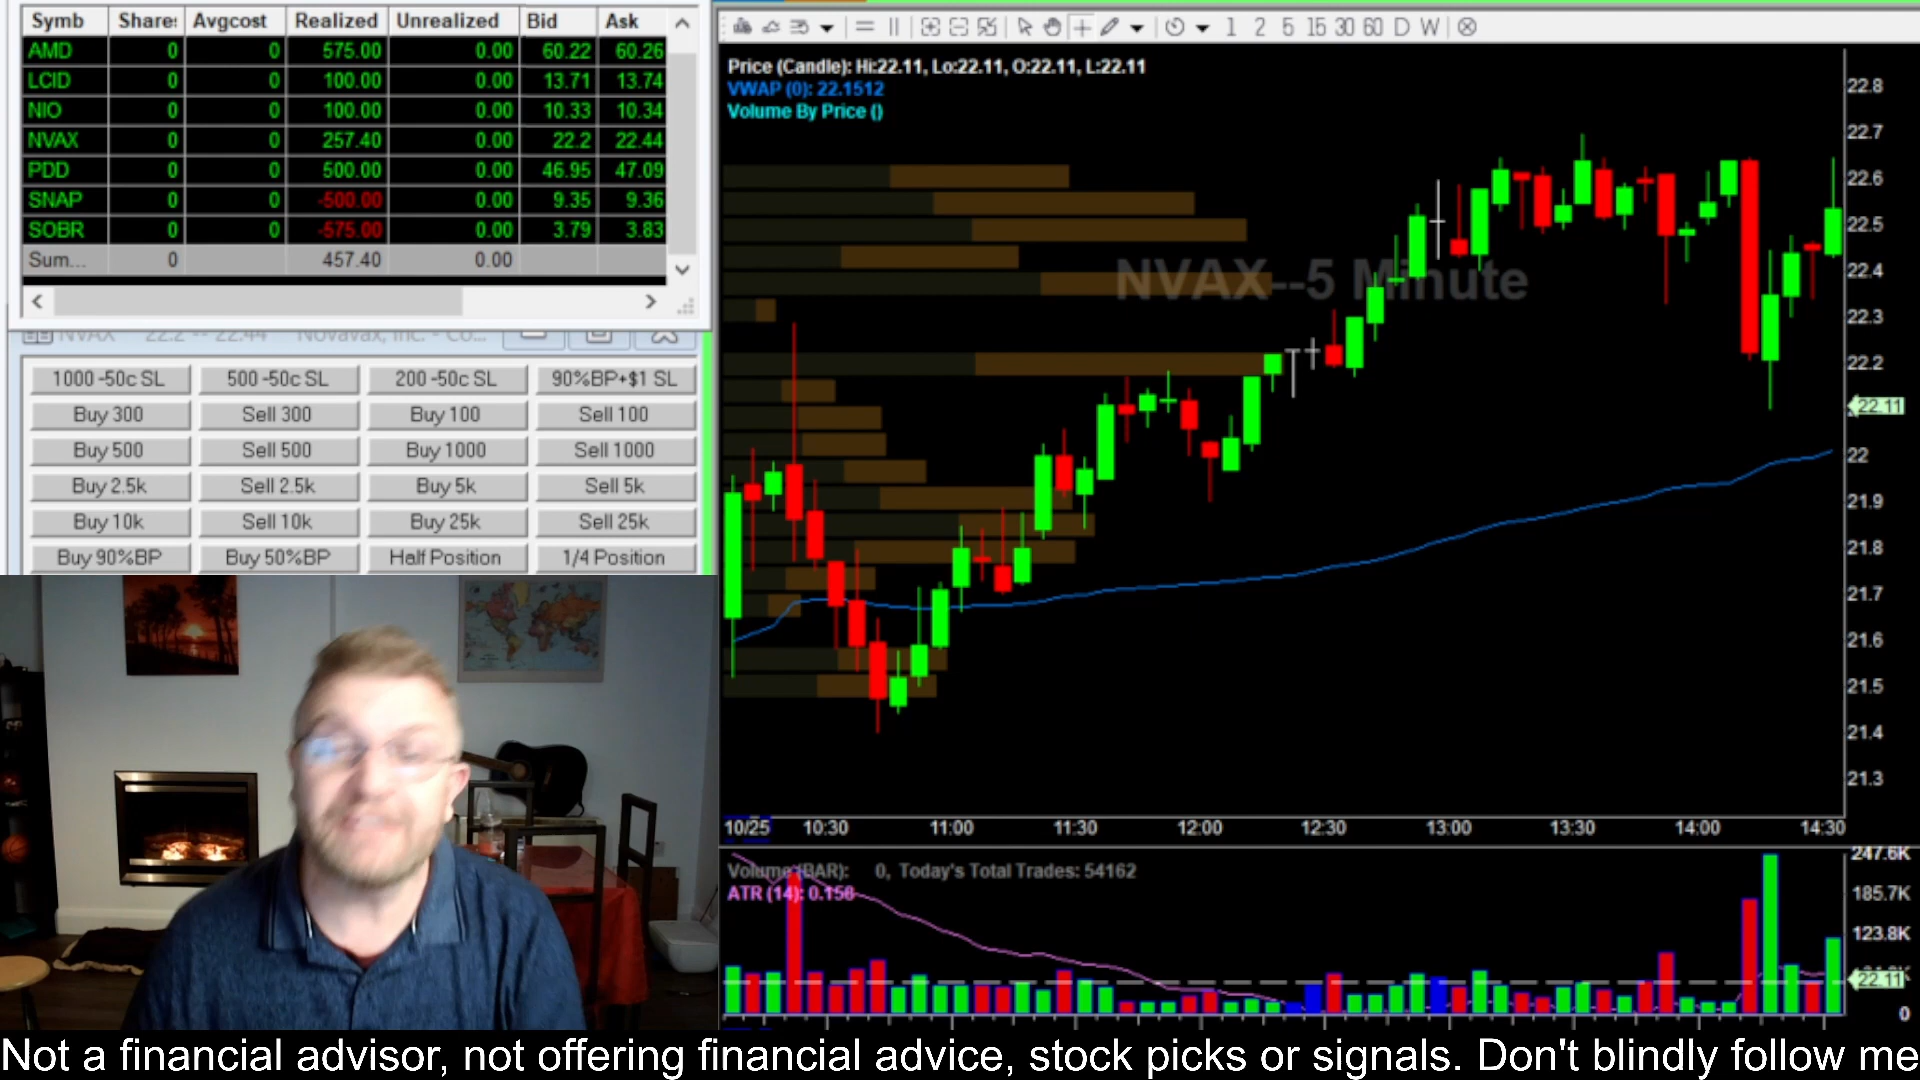 Symb Shares Avgcost Realized Unrealized Bid Ask
AMD 0 0 575.00 0.00 60.22 60.26
LCID 0 0 100.00 0.00 13.71 13.74
NIO 0 0 100.00 0.00 10.33 10.34
NVAX 0 0 257.40 0.00 22.2 22.44
PDD 0 0 500.00 0.00 46.95 47.09
SNAP 0 0 -500.00 0.00 9.35 9.36
SOBR 0 0 -575.00 0.00 3.79 3.83
Sum... 0 457.40 0.00
NVAX 22.2 -- 22.44 Novavax, Inc. - Co...
1000 -50c SL 500 -50c SL 200 -50c SL 90%BP+$1 SL
Buy 300 Sell 300 Buy 100 Sell 100
Buy 500 Sell 500 Buy 1000 Sell 1000
Buy 2.5k Sell 2.5k Buy 5k Sell 5k
Buy 10k Sell 10k Buy 25k Sell 25k
Buy 90%BP Buy 50%BP Half Position 1/4 Position
1 2 5 15 30 60 D W
Price (Candle): Hi:22.11, Lo:22.11, O:22.11, L:22.11
VWAP (0): 22.1512
Volume By Price ()
NVAX--5 Minute
22.8
22.7
22.6
22.5
22.4
22.3
22.2
22.11
22
21.9
21.8
21.7
21.6
21.5
21.4
21.3
10/25 10:30 11:00 11:30 12:00 12:30 13:00 13:30 14:00 14:30
Volume (BAR): 0, Today's Total Trades: 54162
ATR (14): 0.156
247.6K
185.7K
123.8K
22.11
0
Not a financial advisor, not offering financial advice, stock picks or signals. Don't blindly follow me